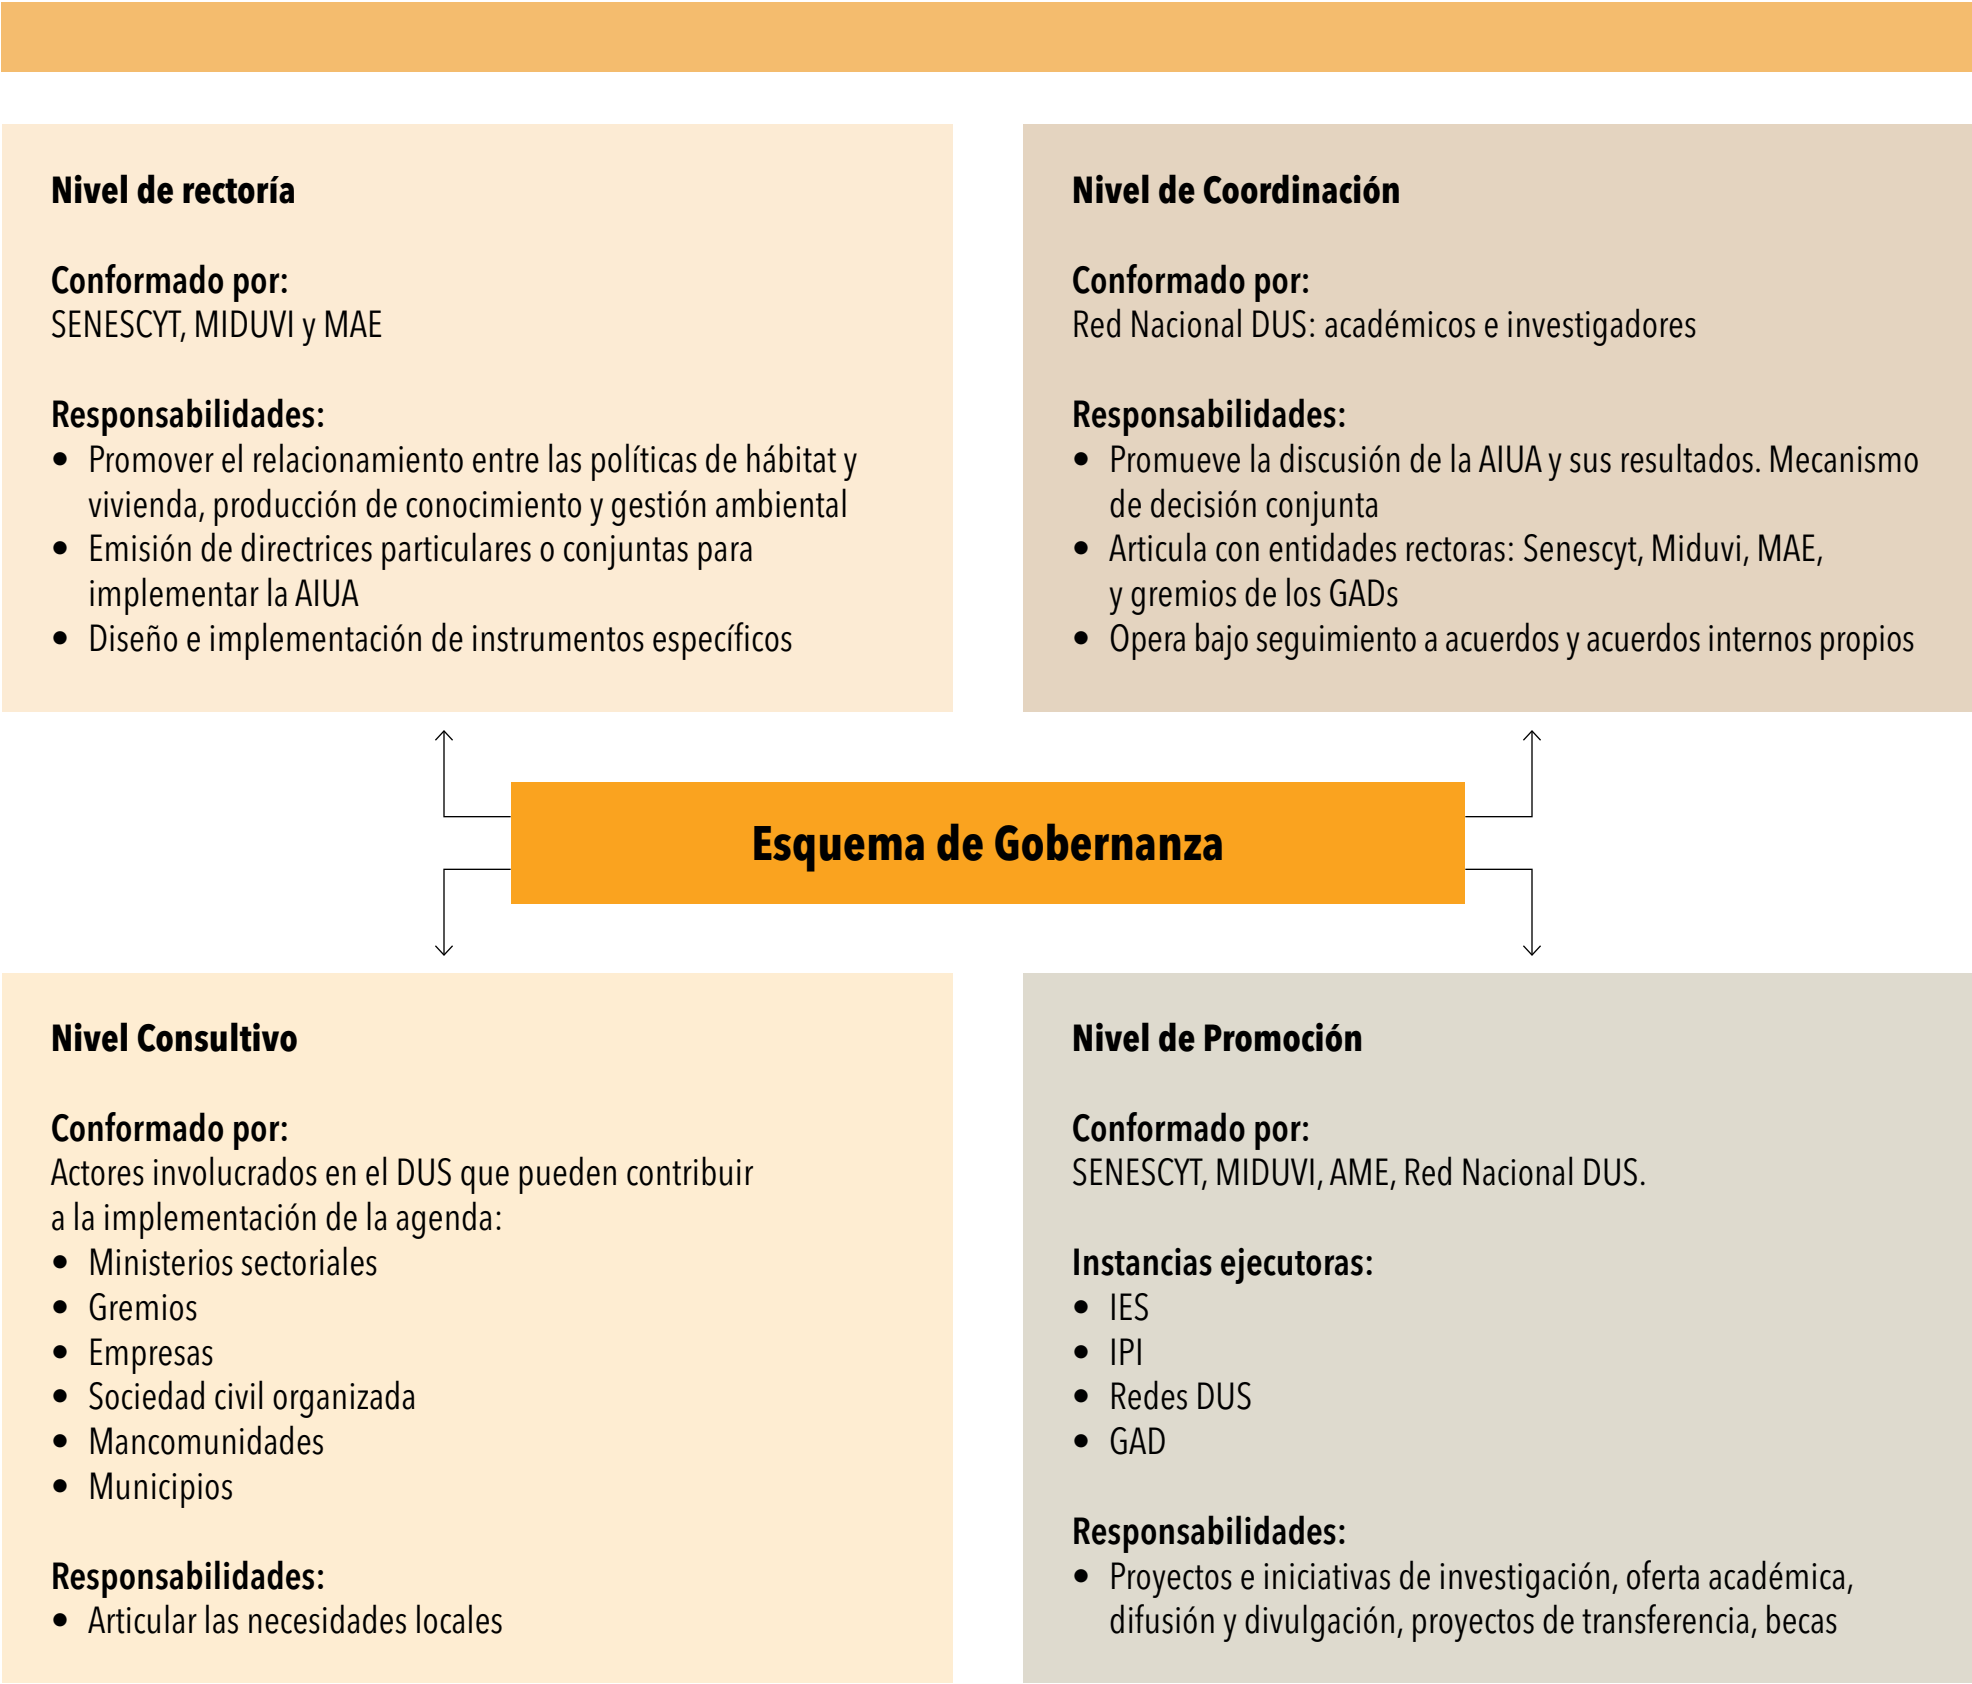 Nivel de rectoría
Conformado por:
SENESCYT, MIDUVI y MAE
Responsabilidades:
• Promover el relacionamiento entre las políticas de hábitat y
vivienda, producción de conocimiento y gestión ambiental
• Emisión de directrices particulares o conjuntas para
implementar la AIUA
• Diseño e implementación de instrumentos específicos
Nivel de Coordinación
Conformado por:
Red Nacional DUS: académicos e investigadores
Responsabilidades:
• Promueve la discusión de la AIUA y sus resultados. Mecanismo
de decisión conjunta
• Articula con entidades rectoras: Senescyt, Miduvi, MAE,
y gremios de los GADs
• Opera bajo seguimiento a acuerdos y acuerdos internos propios
Esquema de Gobernanza
Nivel Consultivo
Conformado por:
Actores involucrados en el DUS que pueden contribuir
a la implementación de la agenda:
• Ministerios sectoriales
• Gremios
• Empresas
• Sociedad civil organizada
• Mancomunidades
• Municipios
Responsabilidades:
• Articular las necesidades locales
Nivel de Promoción
Conformado por:
SENESCYT, MIDUVI, AME, Red Nacional DUS.
Instancias ejecutoras:
• IES
• IPI
• Redes DUS
• GAD
Responsabilidades:
• Proyectos e iniciativas de investigación, oferta académica,
difusión y divulgación, proyectos de transferencia, becas